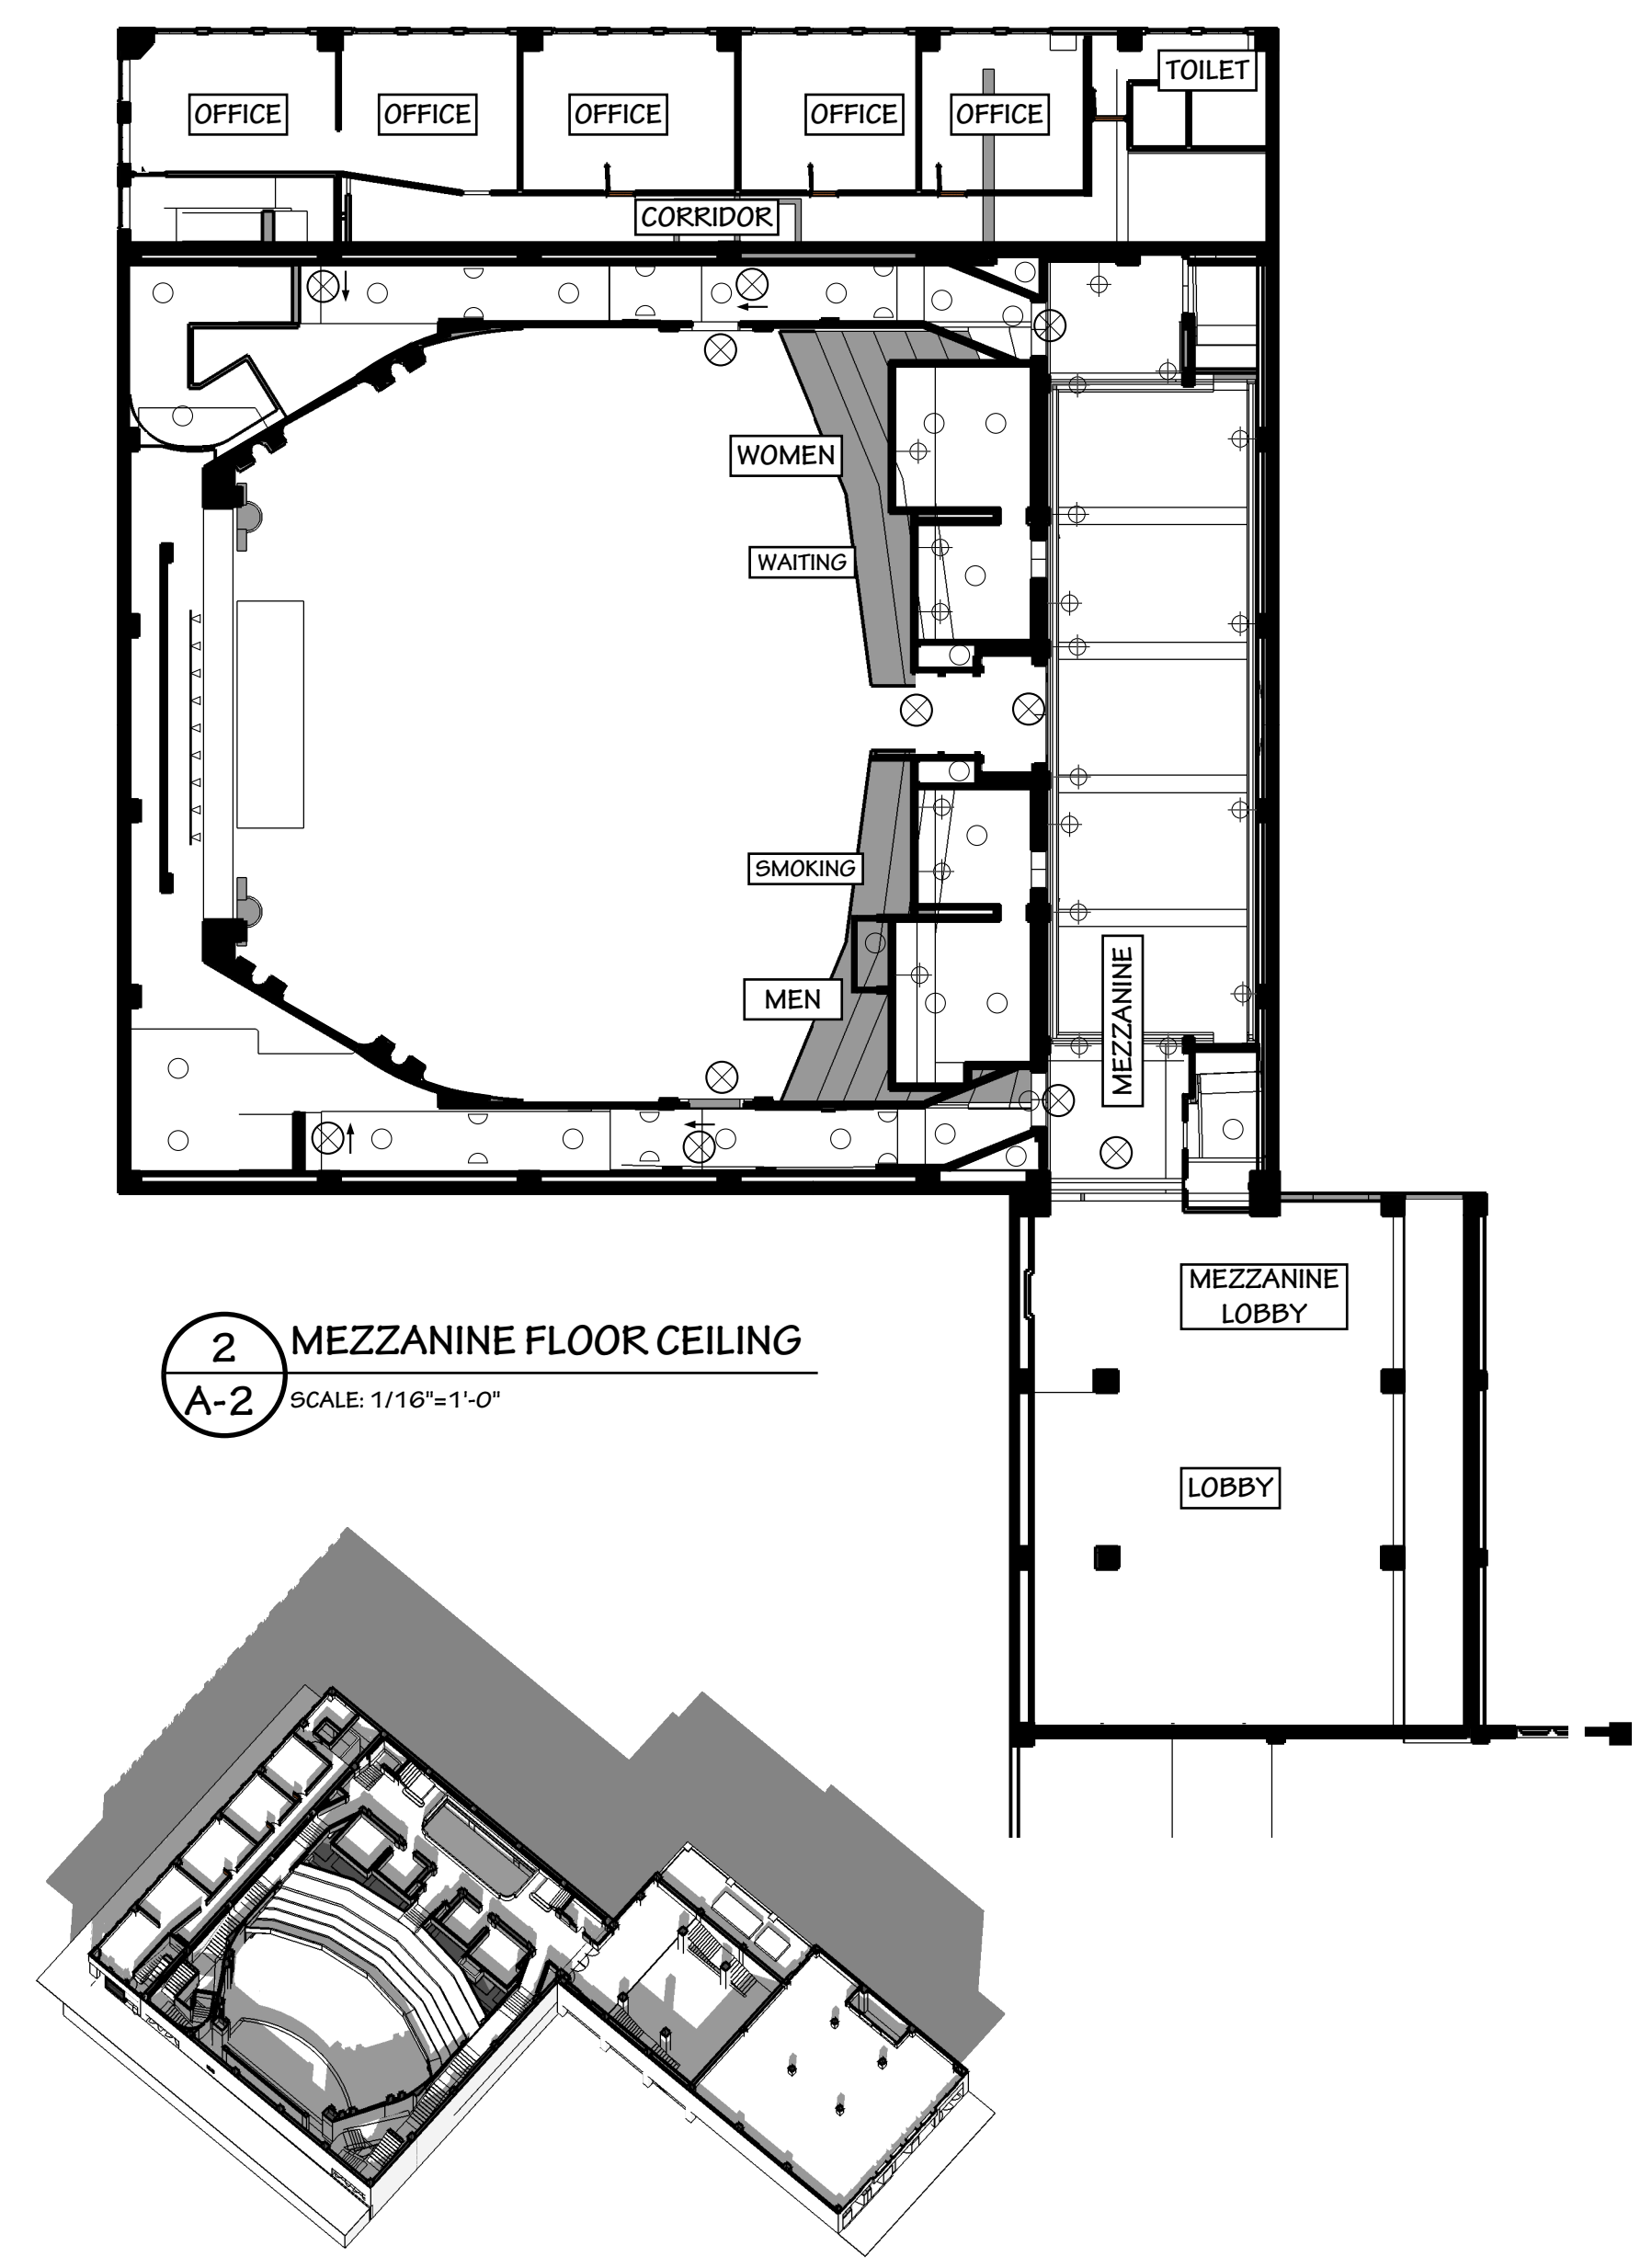 TOILET
OFFICE
OFFICE
OFFICE
OFFICE
OFFICE
CORRIDOR
WOMEN
WAITING
SMOKING
MEN
MEZZANINE
MEZZANINE
LOBBY
LOBBY
2
A-2
MEZZANINE FLOOR CEILING
SCALE: 1/16"=1'-0"